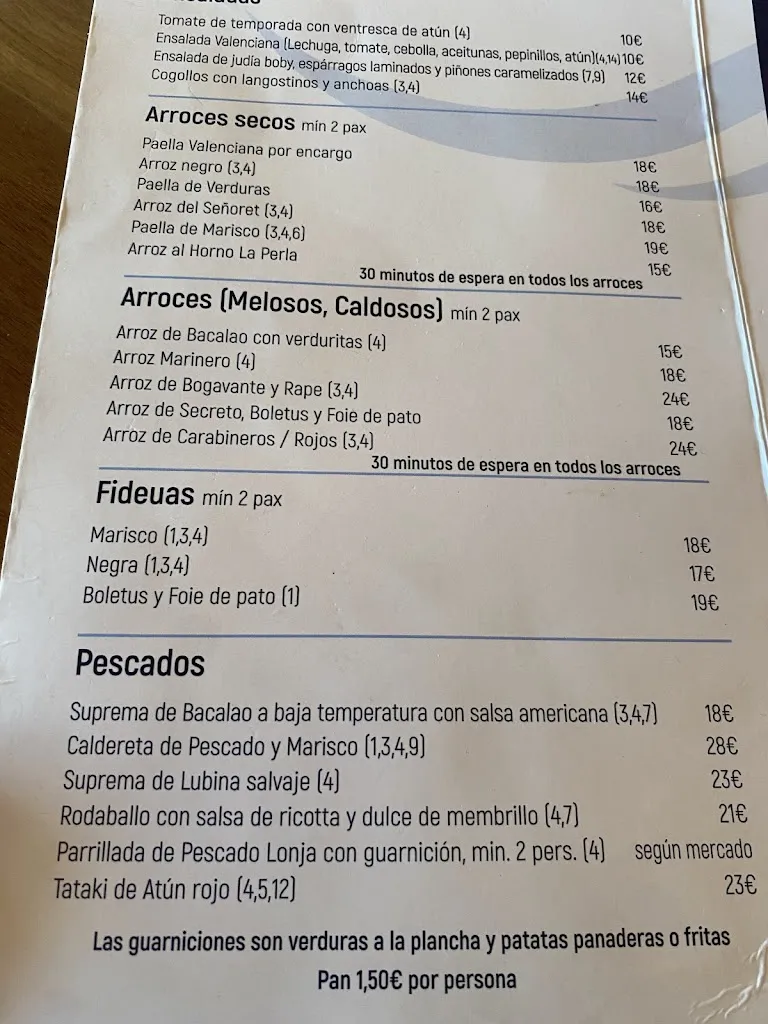 Tomate de temporada con ventresca de atún (4) 10€
Ensalada Valenciana (Lechuga, tomate, cebolla, aceitunas, pepinillos, atún)(4,14) 10€
Ensalada de judía boby, espárragos laminados y piñones caramelizados (7,9) 12€
Cogollos con langostinos y anchoas (3,4) 14€
Arroces secos mín 2 pax
Paella Valenciana por encargo 18€
Arroz negro (3,4) 18€
Paella de Verduras 16€
Arroz del Señoret (3,4) 18€
Paella de Marisco (3,4,6) 19€
Arroz al Horno La Perla 15€
30 minutos de espera en todos los arroces
Arroces (Melosos, Caldosos) mín 2 pax
Arroz de Bacalao con verduritas (4) 15€
Arroz Marinero (4) 18€
Arroz de Bogavante y Rape (3,4) 24€
Arroz de Secreto, Boletus y Foie de pato 18€
Arroz de Carabineros / Rojos (3,4) 24€
30 minutos de espera en todos los arroces
Fideuas mín 2 pax
Marisco (1,3,4) 18€
Negra (1,3,4) 17€
Boletus y Foie de pato (1) 19€
Pescados
Suprema de Bacalao a baja temperatura con salsa americana (3,4,7) 18€
Caldereta de Pescado y Marisco (1,3,4,9) 28€
Suprema de Lubina salvaje (4) 23€
Rodaballo con salsa de ricotta y dulce de membrillo (4,7) 21€
Parrillada de Pescado Lonja con guarnición, min. 2 pers. (4) según mercado
Tataki de Atún rojo (4,5,12) 23€
Las guarniciones son verduras a la plancha y patatas panaderas o fritas
Pan 1,50€ por persona